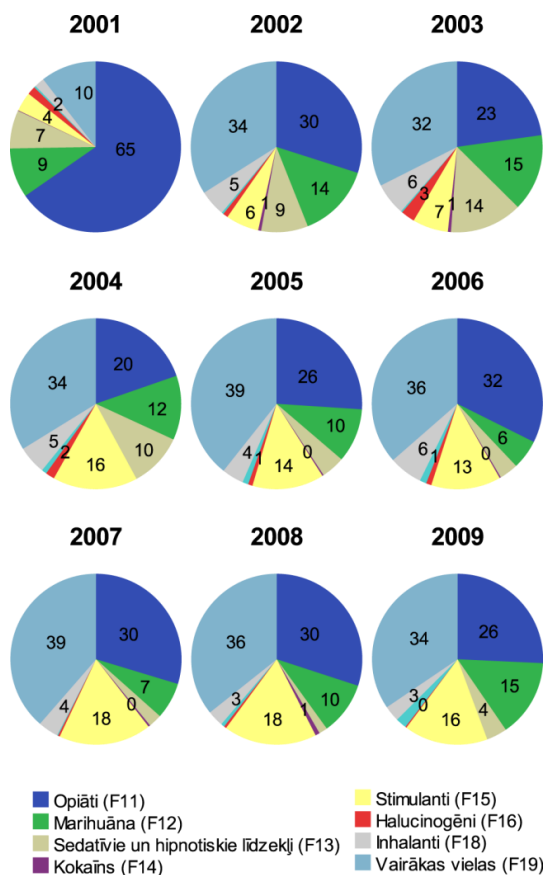 2001 2002 2003
10 2 4 7 9 65
34 30 5 6 1 9 14
32 23 6 3 7 1 14 15
2004 2005 2006
34 20 5 2 16 10 12
39 26 4 1 14 0 10
36 32 6 1 13 0 6
2007 2008 2009
39 30 4 18 0 7
36 30 3 18 1 10
34 26 3 0 16 4 15
Opiāti (F11)
Marihuāna (F12)
Sedatīvie un hipnotiskie līdzekļi (F13)
Kokaīns (F14)
Stimulanti (F15)
Halucinogēni (F16)
Inhalanti (F18)
Vairākas vielas (F19)